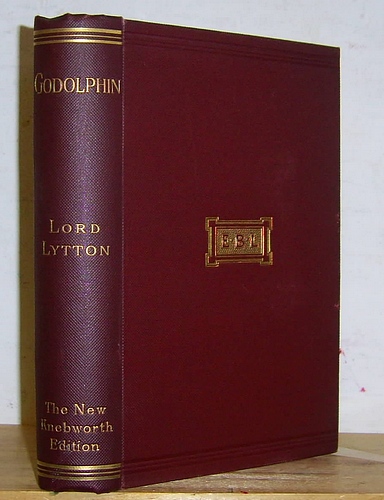 GODOLPHIN
LORD
LYTTON
The New
Knebworth
Edition
E·B·L